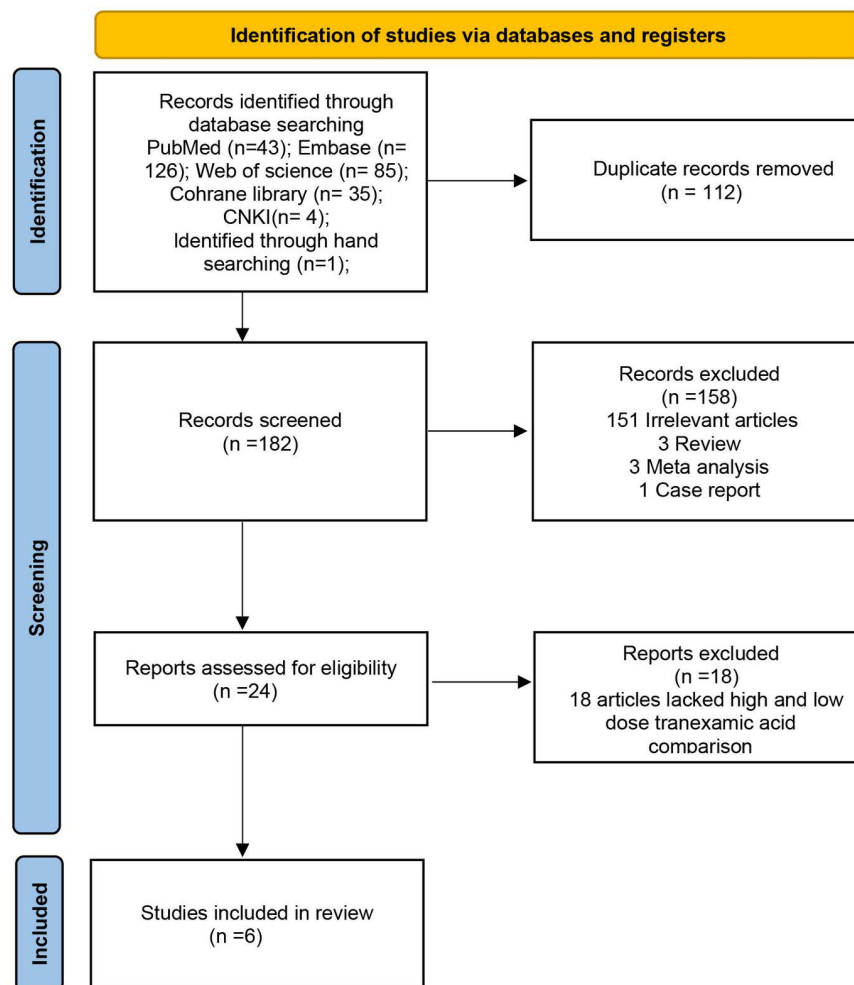 Identification of studies via databases and registers
Identification
Records identified through
database searching
PubMed (n=43); Embase (n=
126); Web of science (n= 85);
Cohrane library (n= 35);
CNKI(n= 4);
Identified through hand
searching (n=1);
Duplicate records removed
(n = 112)
Screening
Records screened
(n =182)
Records excluded
(n =158)
151 Irrelevant articles
3 Review
3 Meta analysis
1 Case report
Reports assessed for eligibility
(n =24)
Reports excluded
(n =18)
18 articles lacked high and low
dose tranexamic acid
comparison
Included
Studies included in review
(n =6)